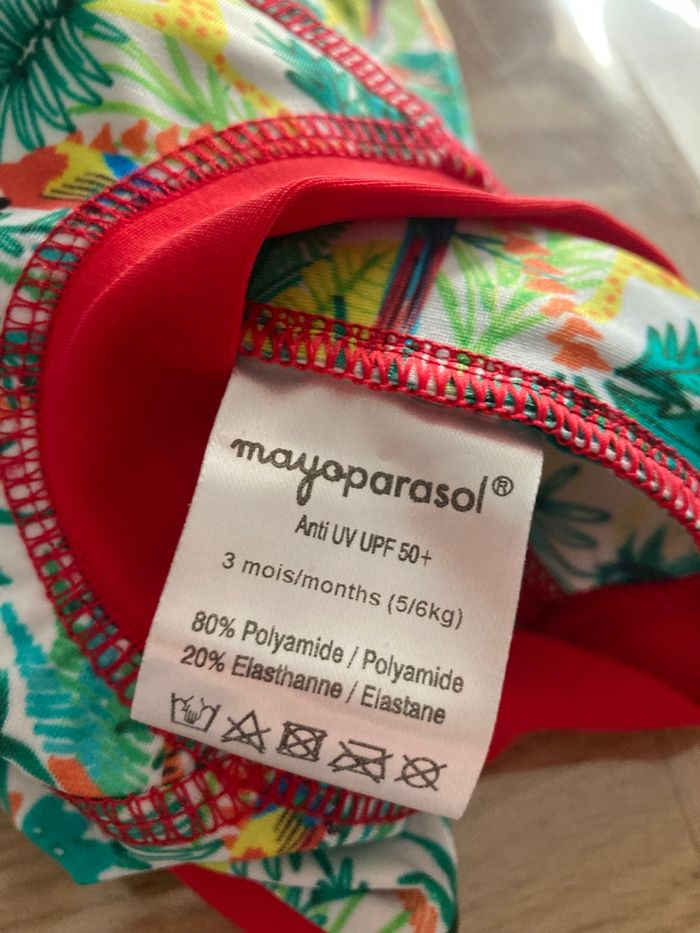 mayoparasol®
Anti UV UPF 50+
3 mois/months (5/6kg)
80% Polyamide / Polyamide
20% Elasthanne / Elastane